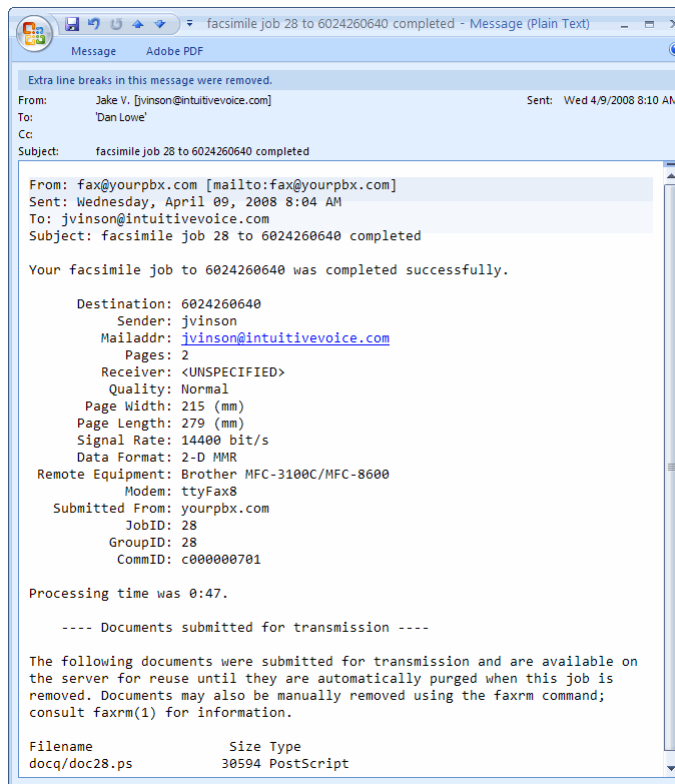 facsimile job 28 to 6024260640 completed - Message (Plain Text)
Message Adobe PDF
Extra line breaks in this message were removed.
From: Jake V. [jvinson@intuitivevoice.com] Sent: Wed 4/9/2008 8:10 AM
To: 'Dan Lowe'
Cc:
Subject: facsimile job 28 to 6024260640 completed
From: fax@yourpbx.com [mailto:fax@yourpbx.com]
Sent: Wednesday, April 09, 2008 8:04 AM
To: jvinson@intuitivevoice.com
Subject: facsimile job 28 to 6024260640 completed
Your facsimile job to 6024260640 was completed successfully.
Destination: 6024260640
Sender: jvinson
Mailaddr: jvinson@intuitivevoice.com
Pages: 2
Receiver: <UNSPECIFIED>
Quality: Normal
Page Width: 215 (mm)
Page Length: 279 (mm)
Signal Rate: 14400 bit/s
Data Format: 2-D MMR
Remote Equipment: Brother MFC-3100C/MFC-8600
Modem: ttyFax8
Submitted From: yourpbx.com
JobID: 28
GroupID: 28
CommID: c000000701
Processing time was 0:47.
---- Documents submitted for transmission ----
The following documents were submitted for transmission and are available on
the server for reuse until they are automatically purged when this job is
removed. Documents may also be manually removed using the faxrm command;
consult faxrm(1) for information.
Filename Size Type
docq/doc28.ps 30594 PostScript